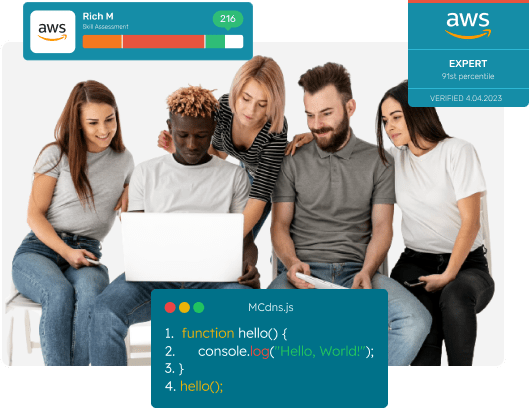 Rich M
Skill Assessment
216
aws
aws
EXPERT
91st percentile
VERIFIED 4.04.2023
MCdns.js
1. function hello() {
2. console.log("Hello, World!");
3. }
4. hello();